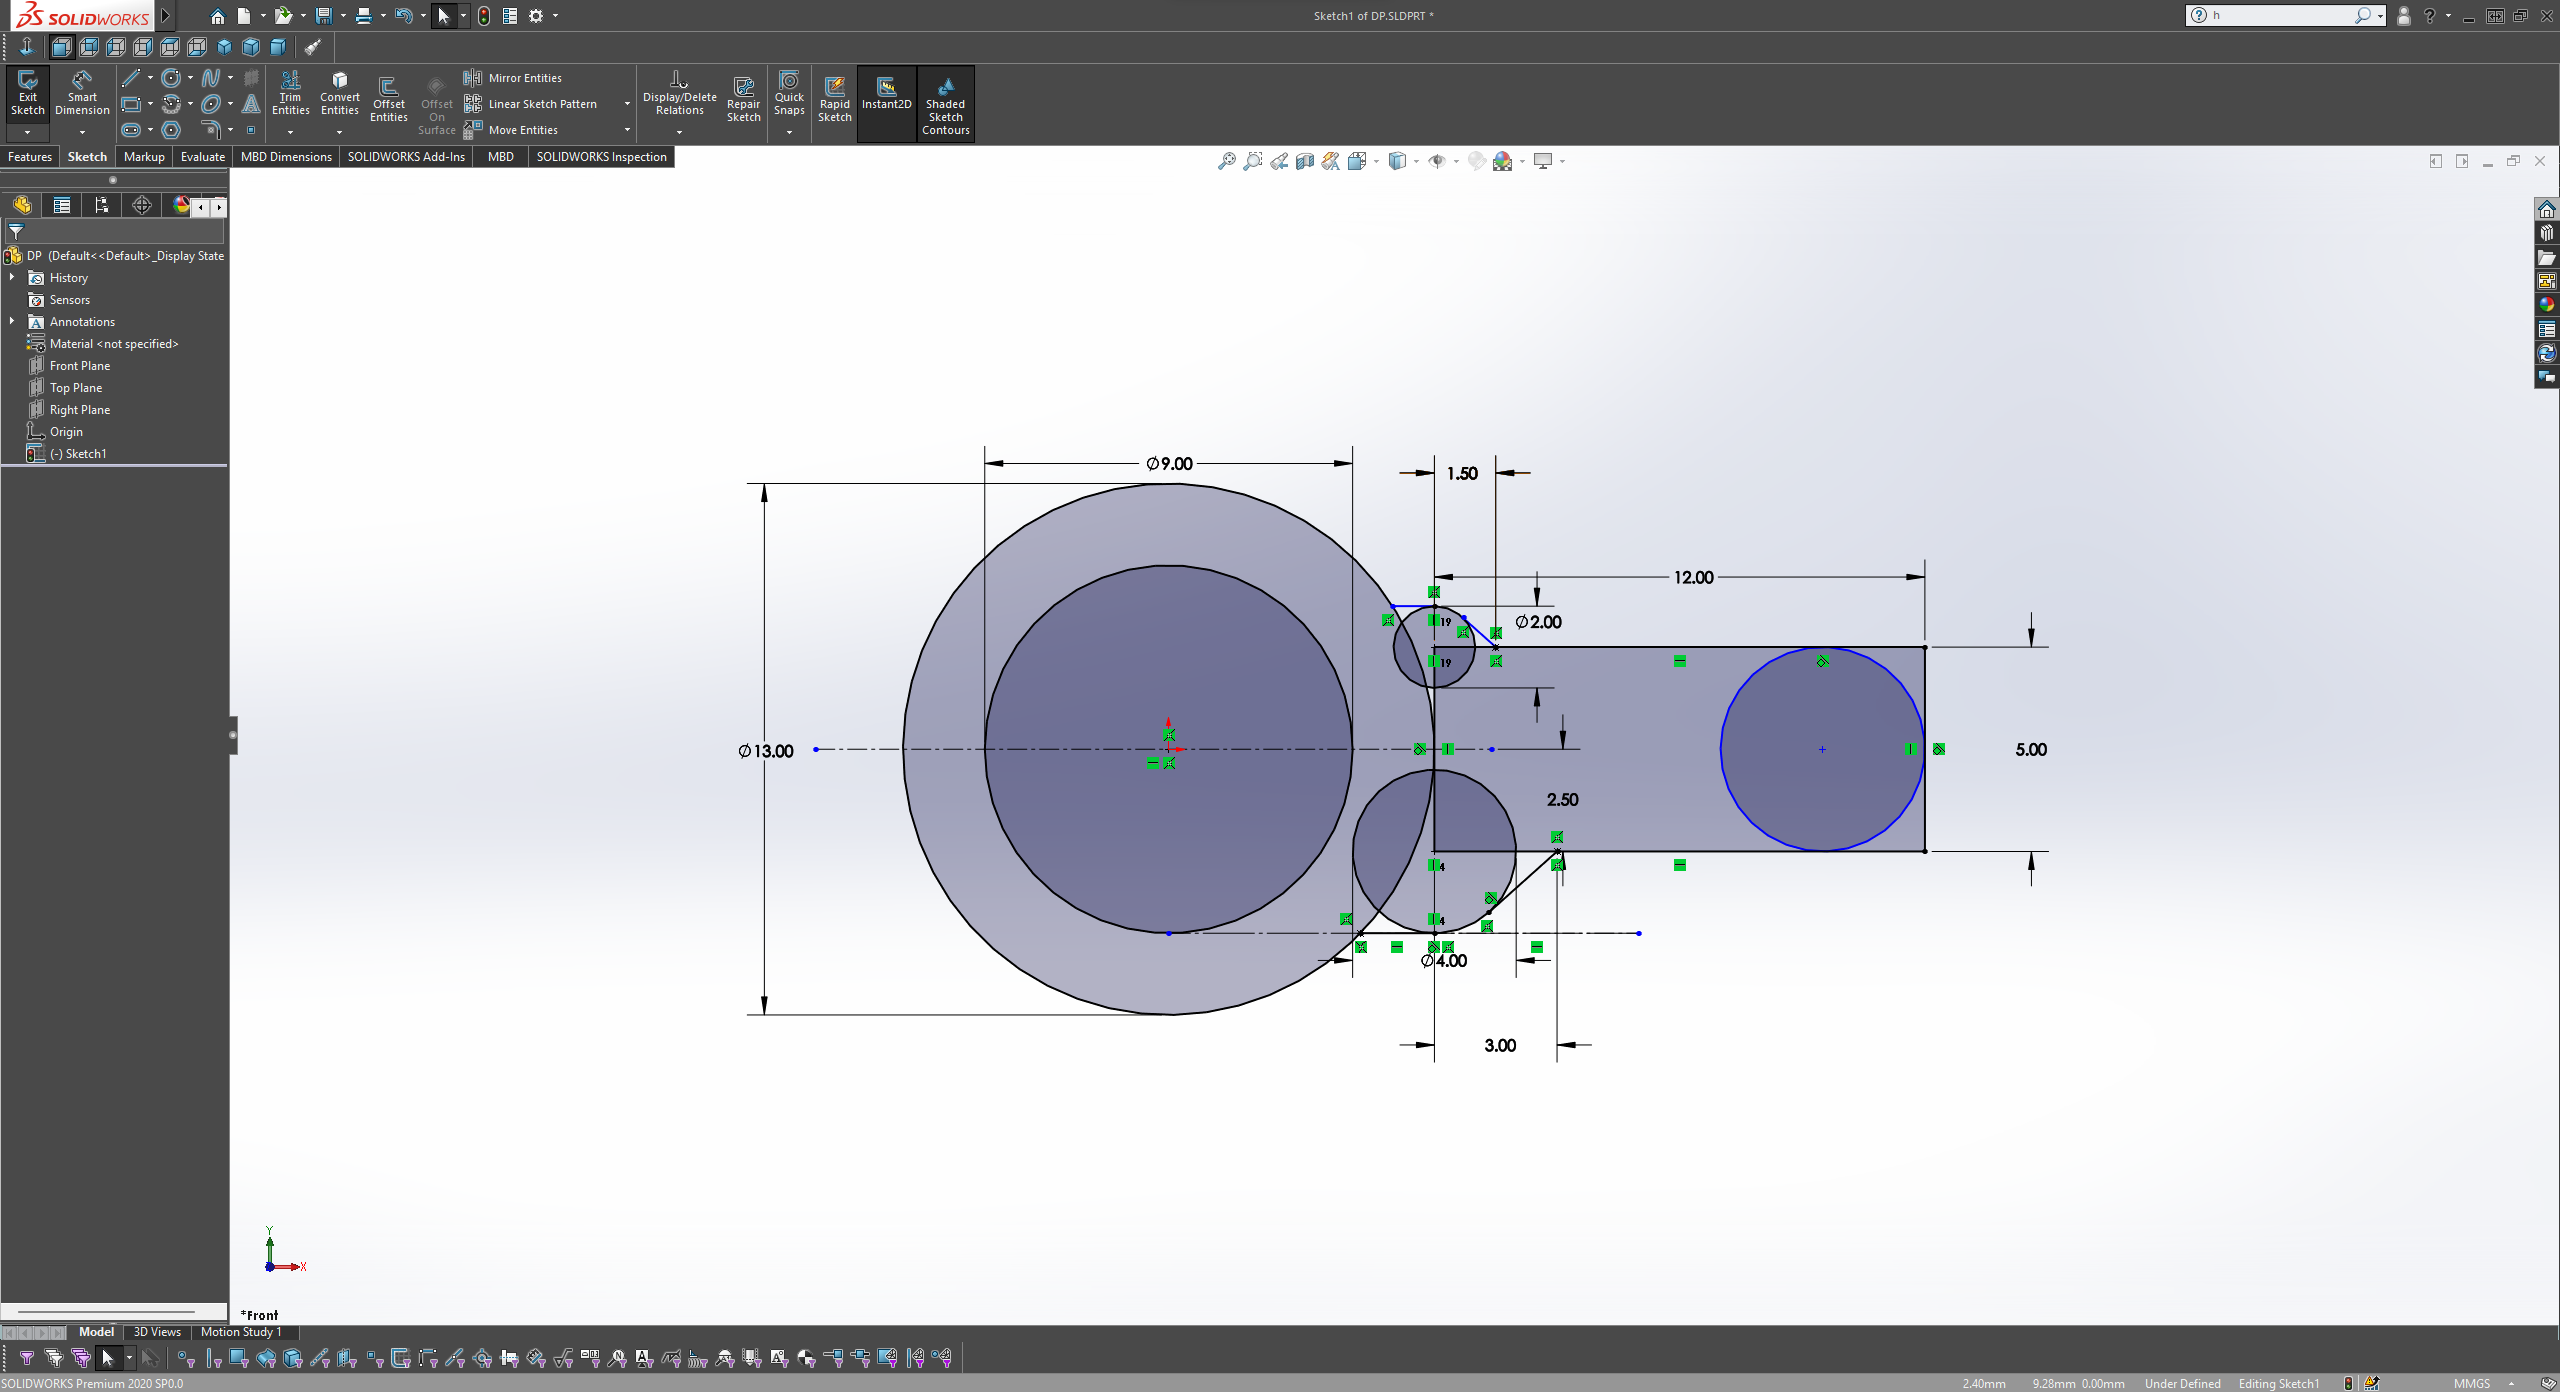 SOLIDWORKS
Sketch1 of DP.SLDPRT *
h
Exit Sketch
Smart Dimension
Trim Entities
Convert Entities
Offset Entities
Offset On Surface
Mirror Entities
Linear Sketch Pattern
Move Entities
Display/Delete Relations
Repair Sketch
Quick Snaps
Rapid Sketch
Instant2D
Shaded Sketch Contours
Features
Sketch
Markup
Evaluate
MBD Dimensions
SOLIDWORKS Add-Ins
MBD
SOLIDWORKS Inspection
DP (Default<<Default>_Display State
History
Sensors
Annotations
Material <not specified>
Front Plane
Top Plane
Right Plane
Origin
(-) Sketch1
∅9.00
1.50
12.00
∅2.00
19
19
∅13.00
5.00
2.50
4
4
∅4.00
3.00
Y
X
*Front
Model
3D Views
Motion Study 1
SOLIDWORKS Premium 2020 SP0.0
2.40mm
9.28mm 0.00mm
Under Defined
Editing Sketch1
MMGS